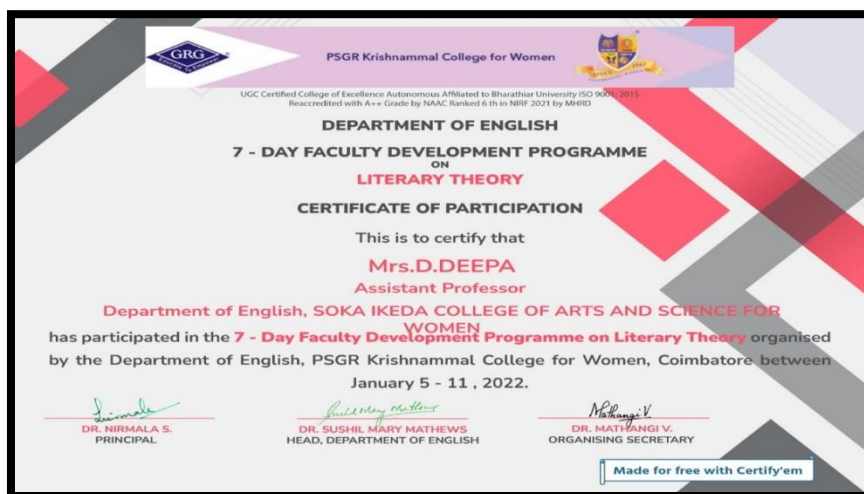 GRG
PSGR Krishnammal College for Women
UGC Certified College of Excellence Autonomous Affiliated to Bharathiar University ISO 9001: 2015
Reaccredited with A++ Grade by NAAC Ranked 6 th in NIRF 2021 by MHRD
DEPARTMENT OF ENGLISH
7 - DAY FACULTY DEVELOPMENT PROGRAMME
ON
LITERARY THEORY
CERTIFICATE OF PARTICIPATION
This is to certify that
Mrs.D.DEEPA
Assistant Professor
Department of English, SOKA IKEDA COLLEGE OF ARTS AND SCIENCE FOR
WOMEN
has participated in the 7 - Day Faculty Development Programme on Literary Theory organised
by the Department of English, PSGR Krishnammal College for Women, Coimbatore between
January 5 - 11 , 2022.
Mathangi V
DR. NIRMALA S.
PRINCIPAL
DR. SUSHIL MARY MATHEWS
HEAD, DEPARTMENT OF ENGLISH
DR. MATHANGI V.
ORGANISING SECRETARY
Made for free with Certify'em